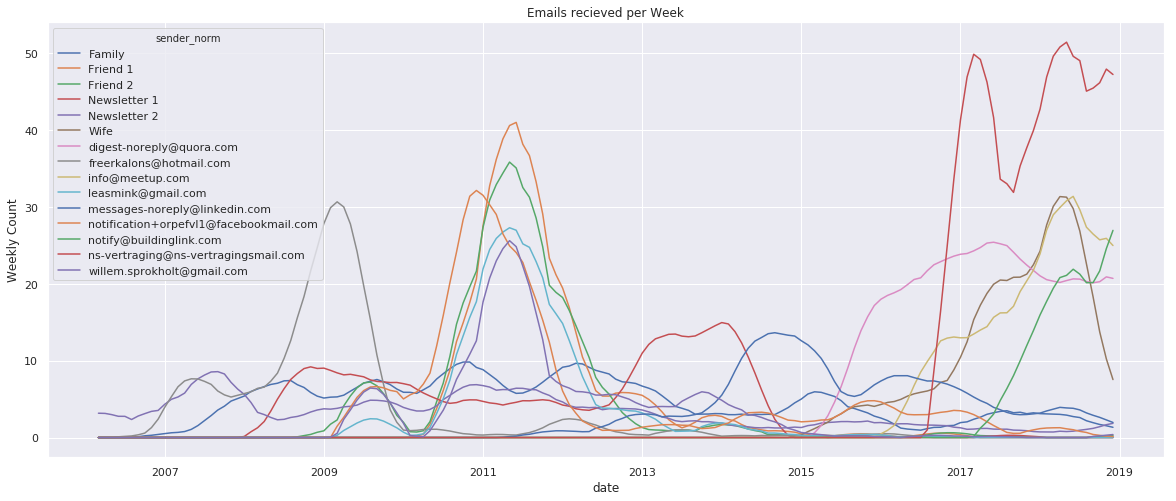 Emails recieved per Week
sender_norm
Family
Friend 1
Friend 2
Newsletter 1
Newsletter 2
Wife
digest-noreply@quora.com
freerkalons@hotmail.com
info@meetup.com
leasmink@gmail.com
messages-noreply@linkedin.com
notification+orpefvl1@facebookmail.com
notify@buildinglink.com
ns-vertraging@ns-vertragingsmail.com
willem.sprokholt@gmail.com
Weekly Count
50
40
30
20
10
0
2007 2009 2011 2013 2015 2017 2019
date